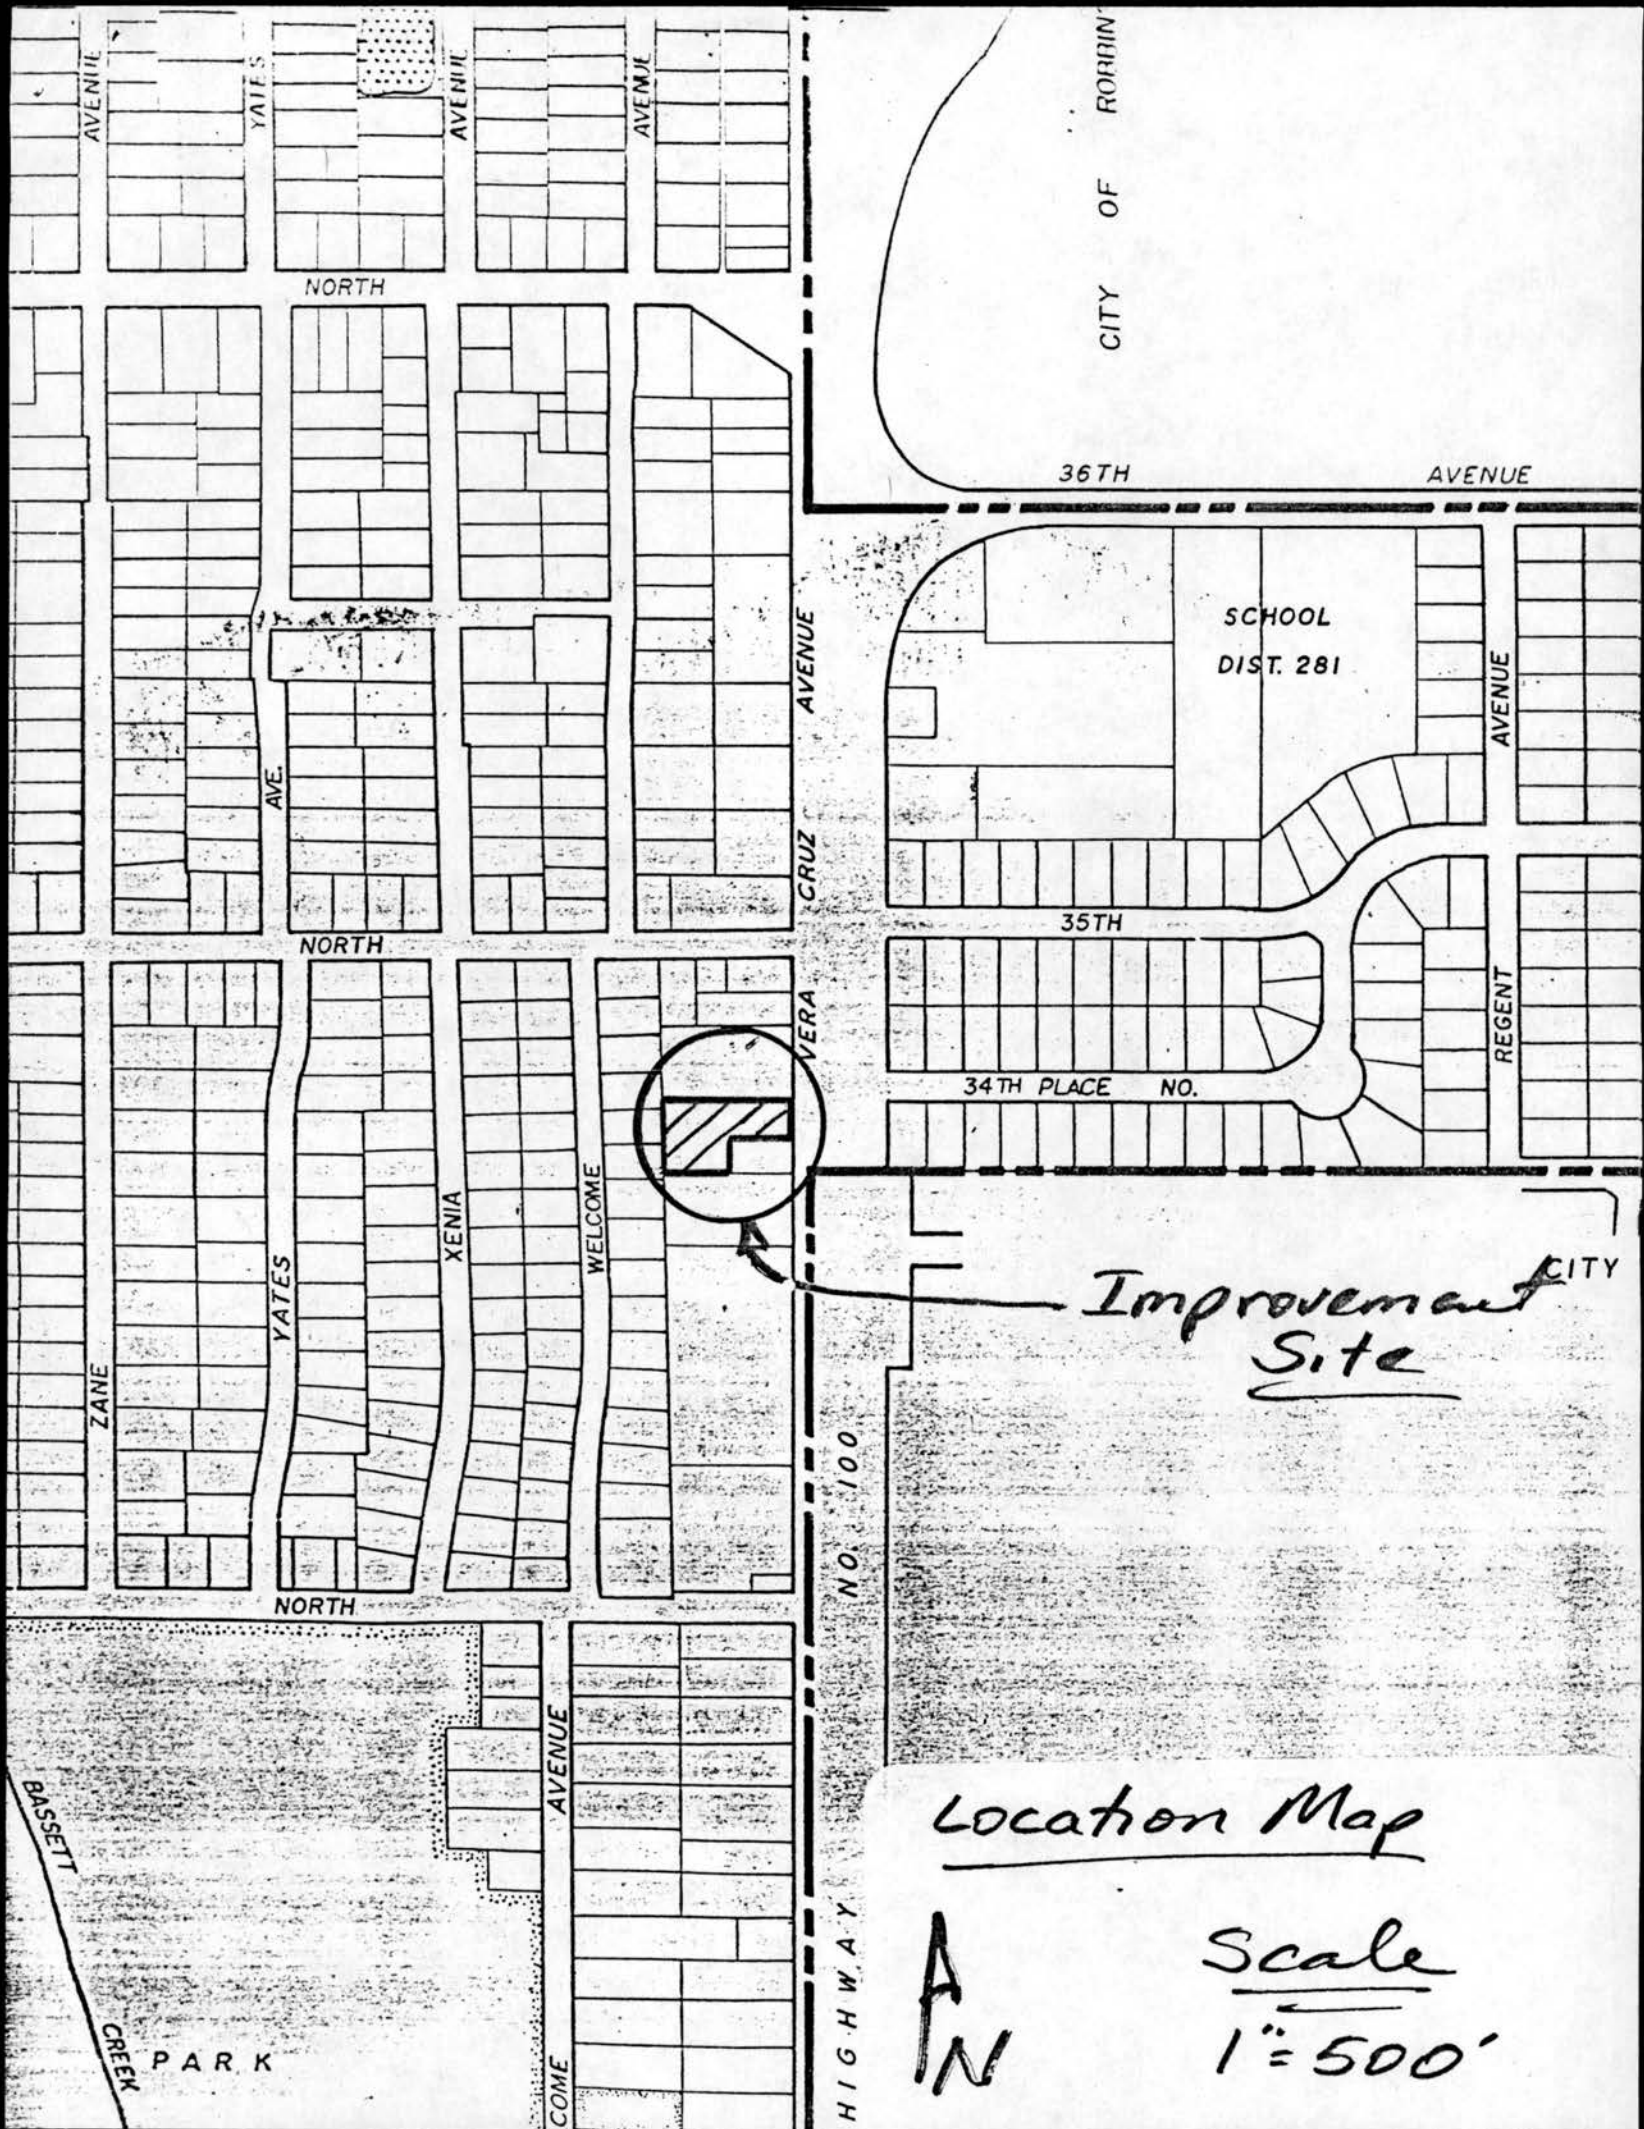 AVENUE
YATES
AVENUE
AVENUE
CITY OF ROBBIN
NORTH
36TH AVENUE
SCHOOL
DIST. 281
AVENUE
AVENUE
AVE.
CRUZ
35TH
NORTH
REGENT
VERA
34TH PLACE NO.
XENIA
WELCOME
YATES
CITY
Improvement
Site
ZANE
NO. 100
NORTH
AVENUE
BASSETT
Location Map
HIGHWAY
Scale
N
1"=500'
CREEK
PARK
COME